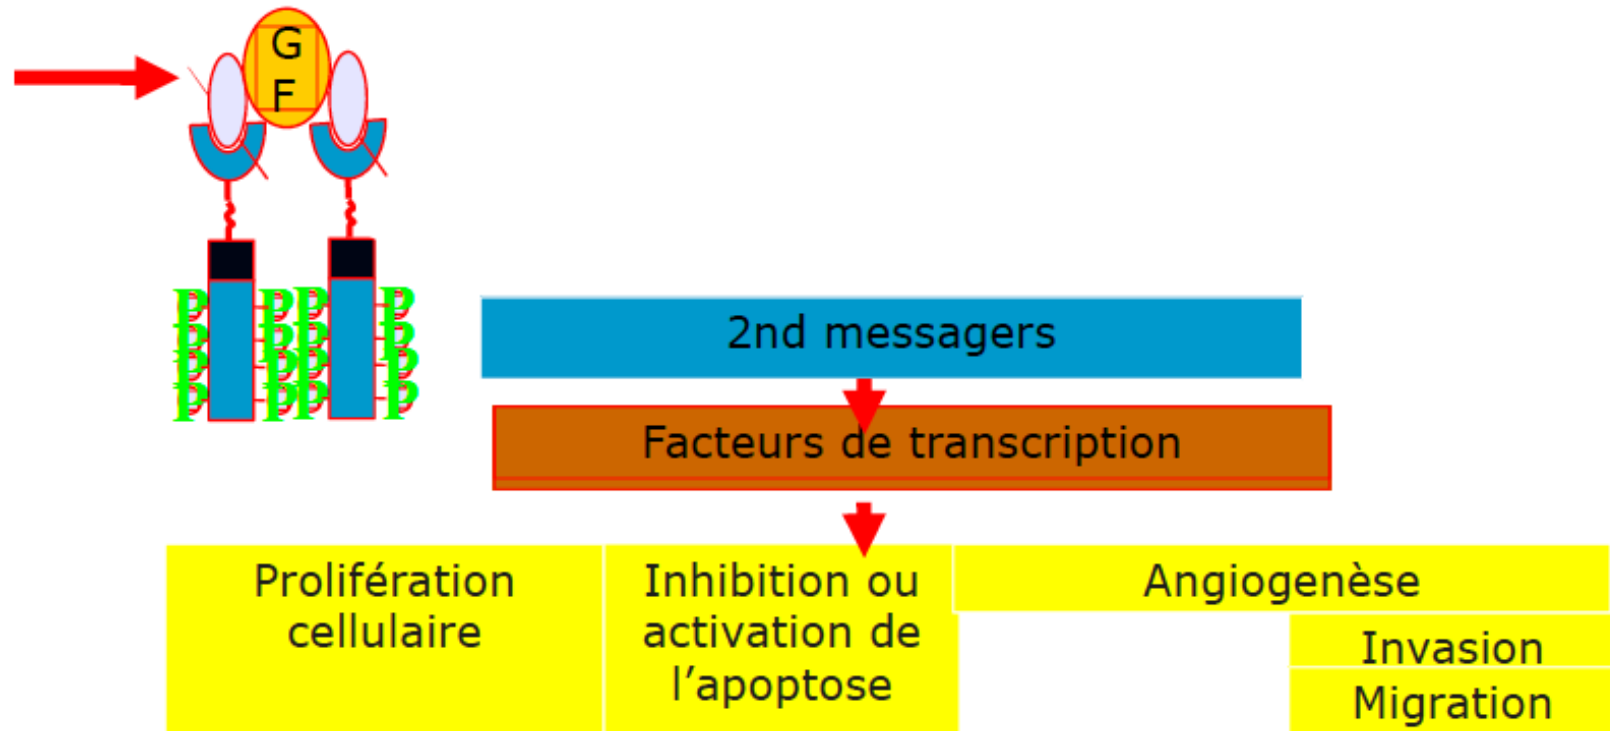 G
F
P P P P
P P P P
P P P P
P P P P
2nd messagers
Facteurs de transcription
Prolifération
cellulaire
Inhibition ou
activation de
l'apoptose
Angiogenèse
Invasion
Migration